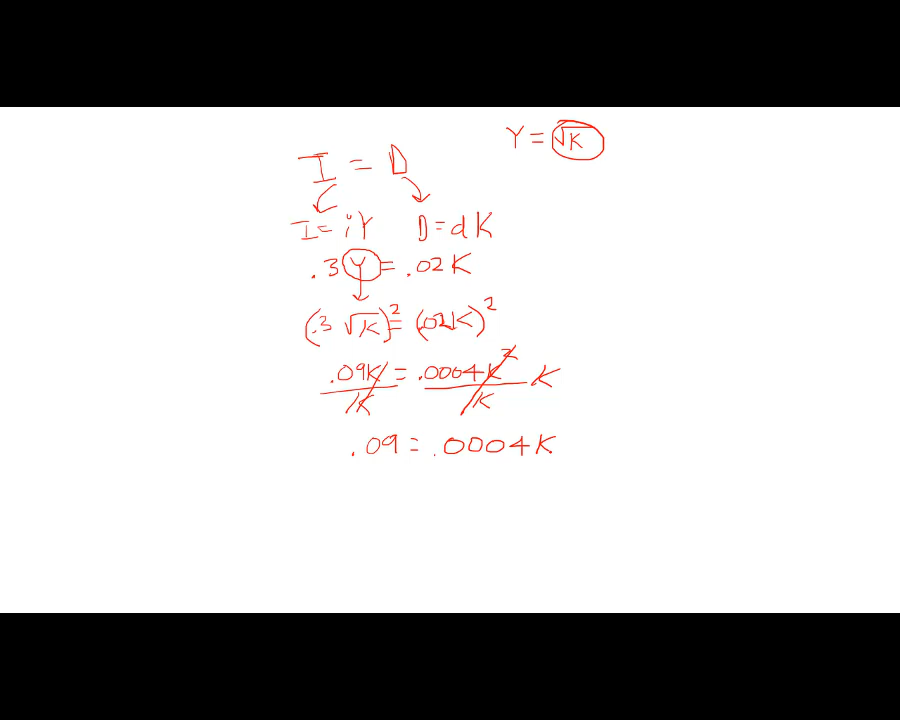 Y = √K
I = D
I = iY D = dK
.3Y = .02K
(.3 √K)² = (.02K)²
.09K = .0004K² K
K K
.09 = .0004K